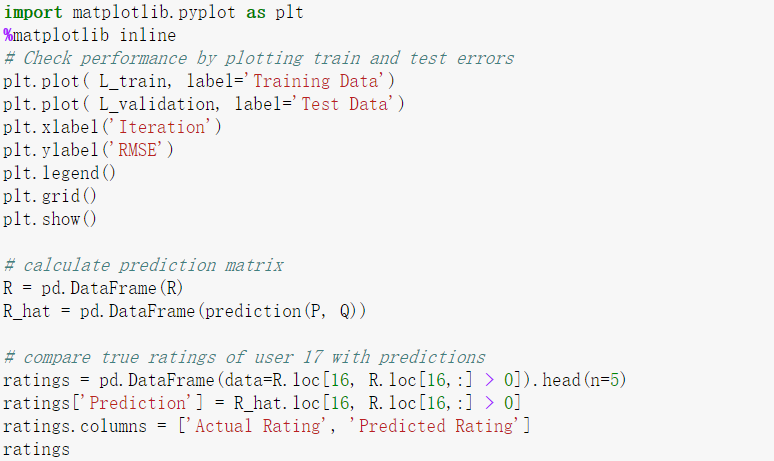 import matplotlib.pyplot as plt
%matplotlib inline
# Check performance by plotting train and test errors
plt.plot( L_train, label='Training Data')
plt.plot( L_validation, label='Test Data')
plt.xlabel('Iteration')
plt.ylabel('RMSE')
plt.legend()
plt.grid()
plt.show()
# calculate prediction matrix
R = pd.DataFrame(R)
R_hat = pd.DataFrame(prediction(P, Q))
# compare true ratings of user 17 with predictions
ratings = pd.DataFrame(data=R.loc[16, R.loc[16,:] > 0]).head(n=5)
ratings['Prediction'] = R_hat.loc[16, R.loc[16,:] > 0]
ratings.columns = ['Actual Rating', 'Predicted Rating']
ratings